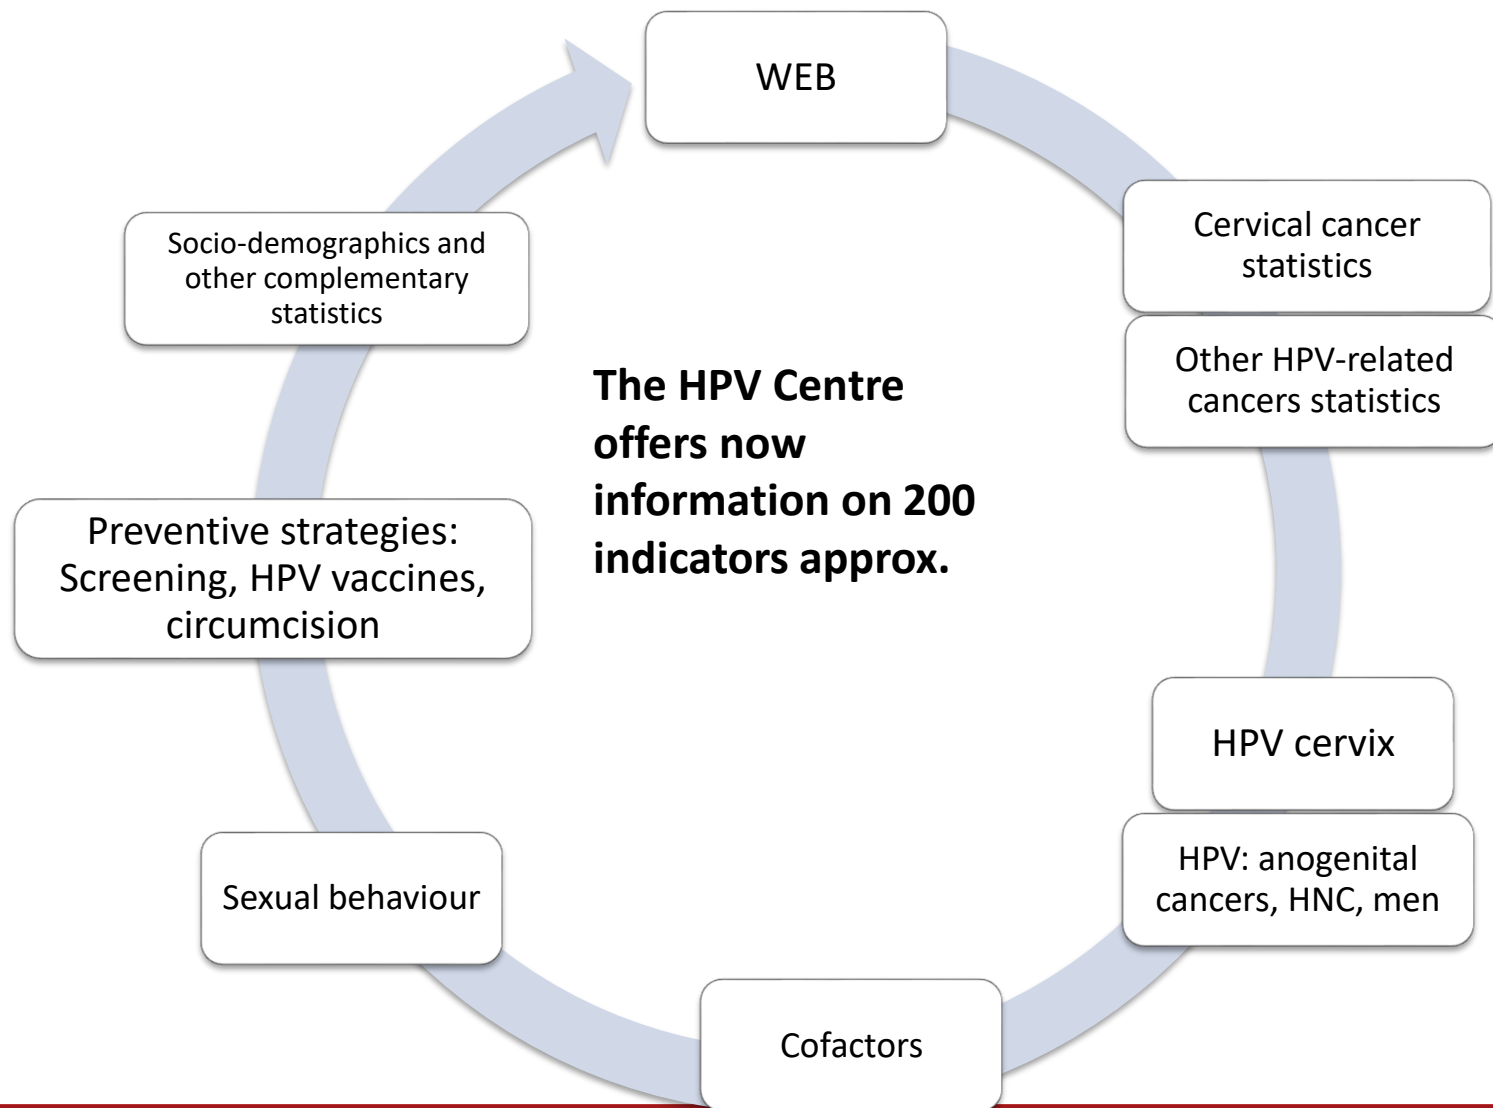 WEB
Cervical cancer
statistics
Other HPV-related
cancers statistics
HPV cervix
HPV: anogenital
cancers, HNC, men
Cofactors
Sexual behaviour
Preventive strategies:
Screening, HPV vaccines,
circumcision
Socio-demographics and
other complementary
statistics
The HPV Centre
offers now
information on 200
indicators approx.